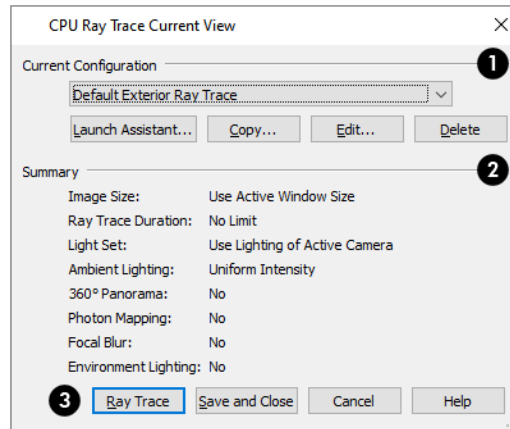 CPU Ray Trace Current View
Current Configuration
1
Default Exterior Ray Trace
Launch Assistant... Copy... Edit... Delete
Summary
2
Image Size: Use Active Window Size
Ray Trace Duration: No Limit
Light Set: Use Lighting of Active Camera
Ambient Lighting: Uniform Intensity
360° Panorama: No
Photon Mapping: No
Focal Blur: No
Environment Lighting: No
3 Ray Trace Save and Close Cancel Help